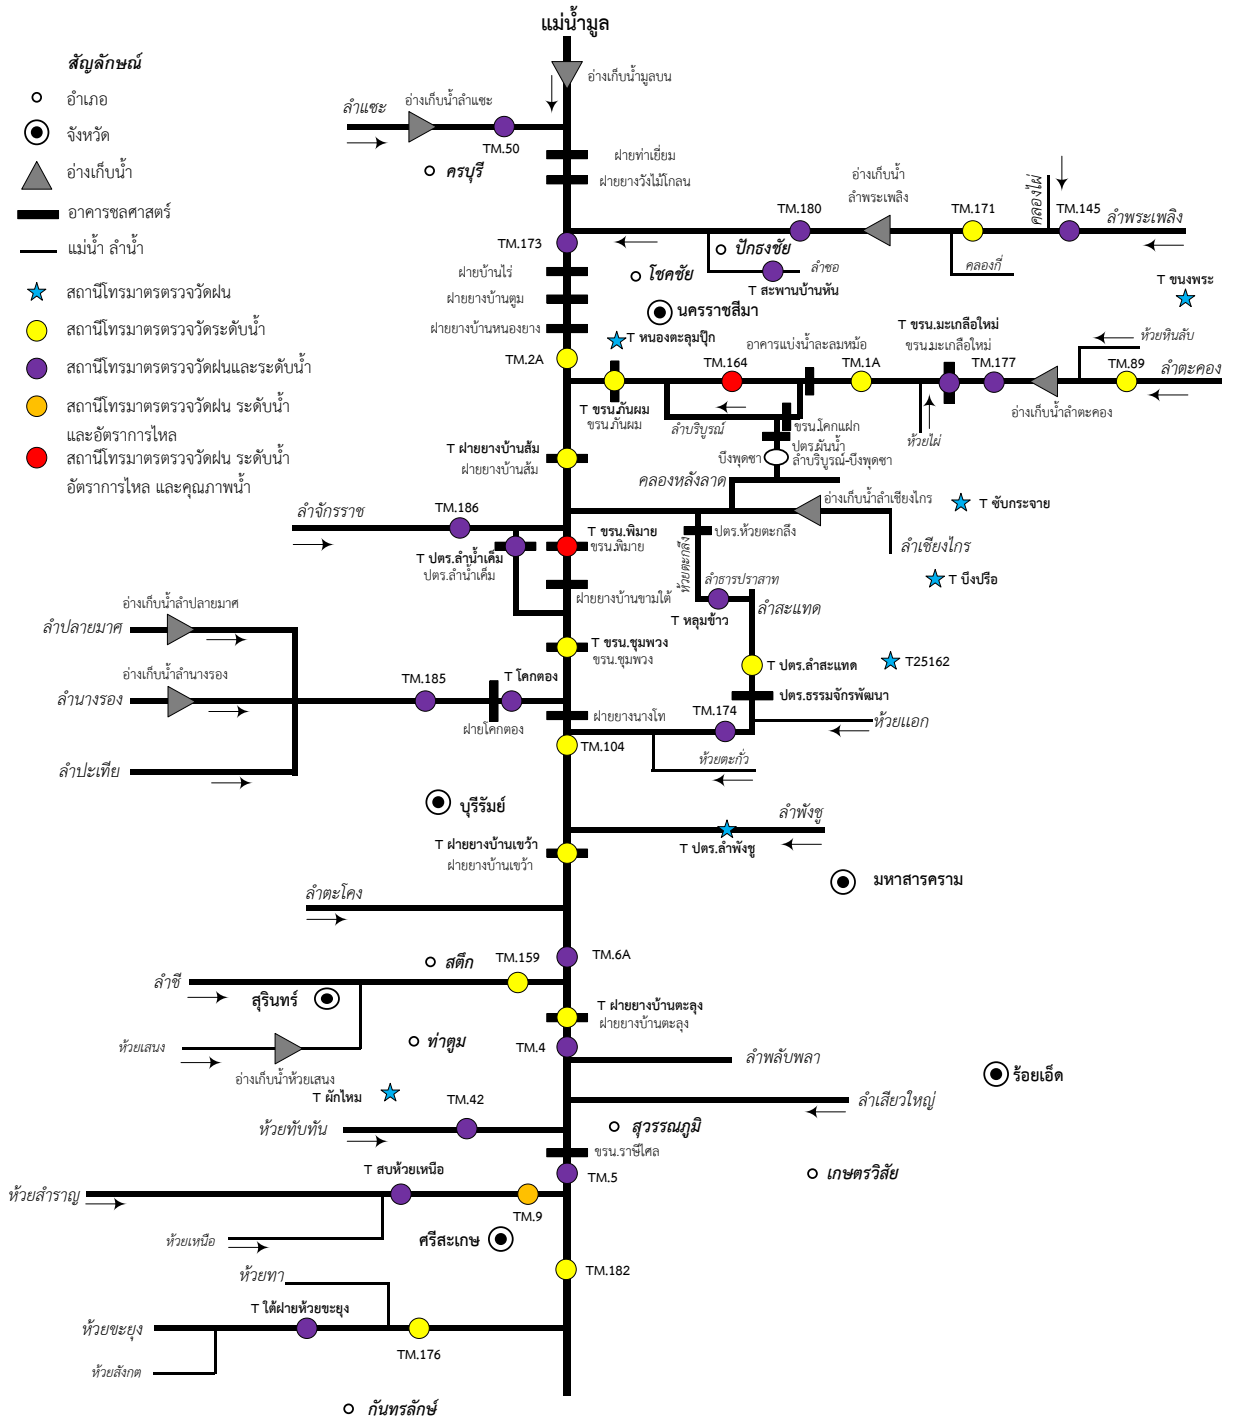 แม่น้ำมูล
สัญลักษณ์
อำเภอ
จังหวัด
อ่างเก็บน้ำ
อาคารชลศาสตร์
แม่น้ำ ลำน้ำ
สถานีโทรมาตรตรวจวัดฝน
สถานีโทรมาตรตรวจวัดระดับน้ำ
สถานีโทรมาตรตรวจวัดฝนและระดับน้ำ
สถานีโทรมาตรตรวจวัดฝน ระดับน้ำ
และอัตราการไหล
สถานีโทรมาตรตรวจวัดฝน ระดับน้ำ
อัตราการไหล และคุณภาพน้ำ
อ่างเก็บน้ำมูลบน
ลำแซะ
อ่างเก็บน้ำลำแซะ
TM.50
ครบุรี
ฝายท่าเยี่ยม
ฝายยางวังไม้โกลน
อ่างเก็บน้ำ
ลำพระเพลิง
TM.180
TM.171
คลองไผ่
TM.145
ลำพระเพลิง
TM.173
ปักธงชัย
ลำซอ
คลองกี่
T สะพานบ้านหัน
โชคชัย
ฝายบ้านไร่
ฝายยางบ้านตูม
ฝายยางบ้านหนองยาง
นครราชสีมา
T ขนงพระ
T หนองตะลุมปุ๊ก
T ขรน.มะเกลือใหม่
ขรน.มะเกลือใหม่
อาคารแบ่งน้ำละลมหม้อ
ห้วยหินลับ
TM.2A
TM.164
TM.1A
TM.177
TM.89
ลำตะคอง
อ่างเก็บน้ำลำตะคอง
T ขรน.กันผม
ขรน.กันผม
ลำบริบูรณ์
ขรน.โคกแฝก
ห้วยไผ่
ปตร.ผันน้ำ
ลำบริบูรณ์-บึงพุดซา
บึงพุดซา
T ฝายยางบ้านส้ม
ฝายยางบ้านส้ม
คลองหลังลาด
อ่างเก็บน้ำลำเชียงไกร
T ซับกระจาย
ลำจักรราช
TM.186
T ขรน.พิมาย
ขรน.พิมาย
ปตร.ห้วยตะกลึง
ห้วยตะกลึง
ลำเชียงไกร
T ปตร.ลำน้ำเค็ม
ปตร.ลำน้ำเค็ม
T บึงปรือ
ฝายยางบ้านขามใต้
ลำธารปราสาท
T หลุมข้าว
ลำสะแทด
อ่างเก็บน้ำลำปลายมาศ
ลำปลายมาศ
T ขรน.ชุมพวง
ขรน.ชุมพวง
T ปตร.ลำสะแทด
T25162
อ่างเก็บน้ำลำนางรอง
ลำนางรอง
TM.185
T โคกตอง
ฝายโคกตอง
ปตร.ธรรมจักรพัฒนา
ฝายยางนางโท
TM.174
ห้วยแอก
TM.104
ห้วยตะกั่ว
ลำปะเทีย
บุรีรัมย์
ลำพังชู
T ปตร.ลำพังชู
T ฝายยางบ้านเขว้า
ฝายยางบ้านเขว้า
มหาสารคราม
ลำตะโคง
สตึก
TM.159
TM.6A
ลำชี
สุรินทร์
T ฝายยางบ้านตะลุง
ฝายยางบ้านตะลุง
ห้วยเสนง
ท่าตูม
TM.4
ลำพลับพลา
อ่างเก็บน้ำห้วยเสนง
ร้อยเอ็ด
T ผักไหม
TM.42
ลำเสียวใหญ่
ห้วยทับทัน
สุวรรณภูมิ
ขรน.ราษีไศล
T สบห้วยเหนือ
TM.5
เกษตรวิสัย
ห้วยสำราญ
TM.9
ห้วยเหนือ
ศรีสะเกษ
ห้วยทา
TM.182
T ใต้ฝายห้วยขะยุง
ห้วยขะยุง
TM.176
ห้วยสังกต
กันทรลักษ์